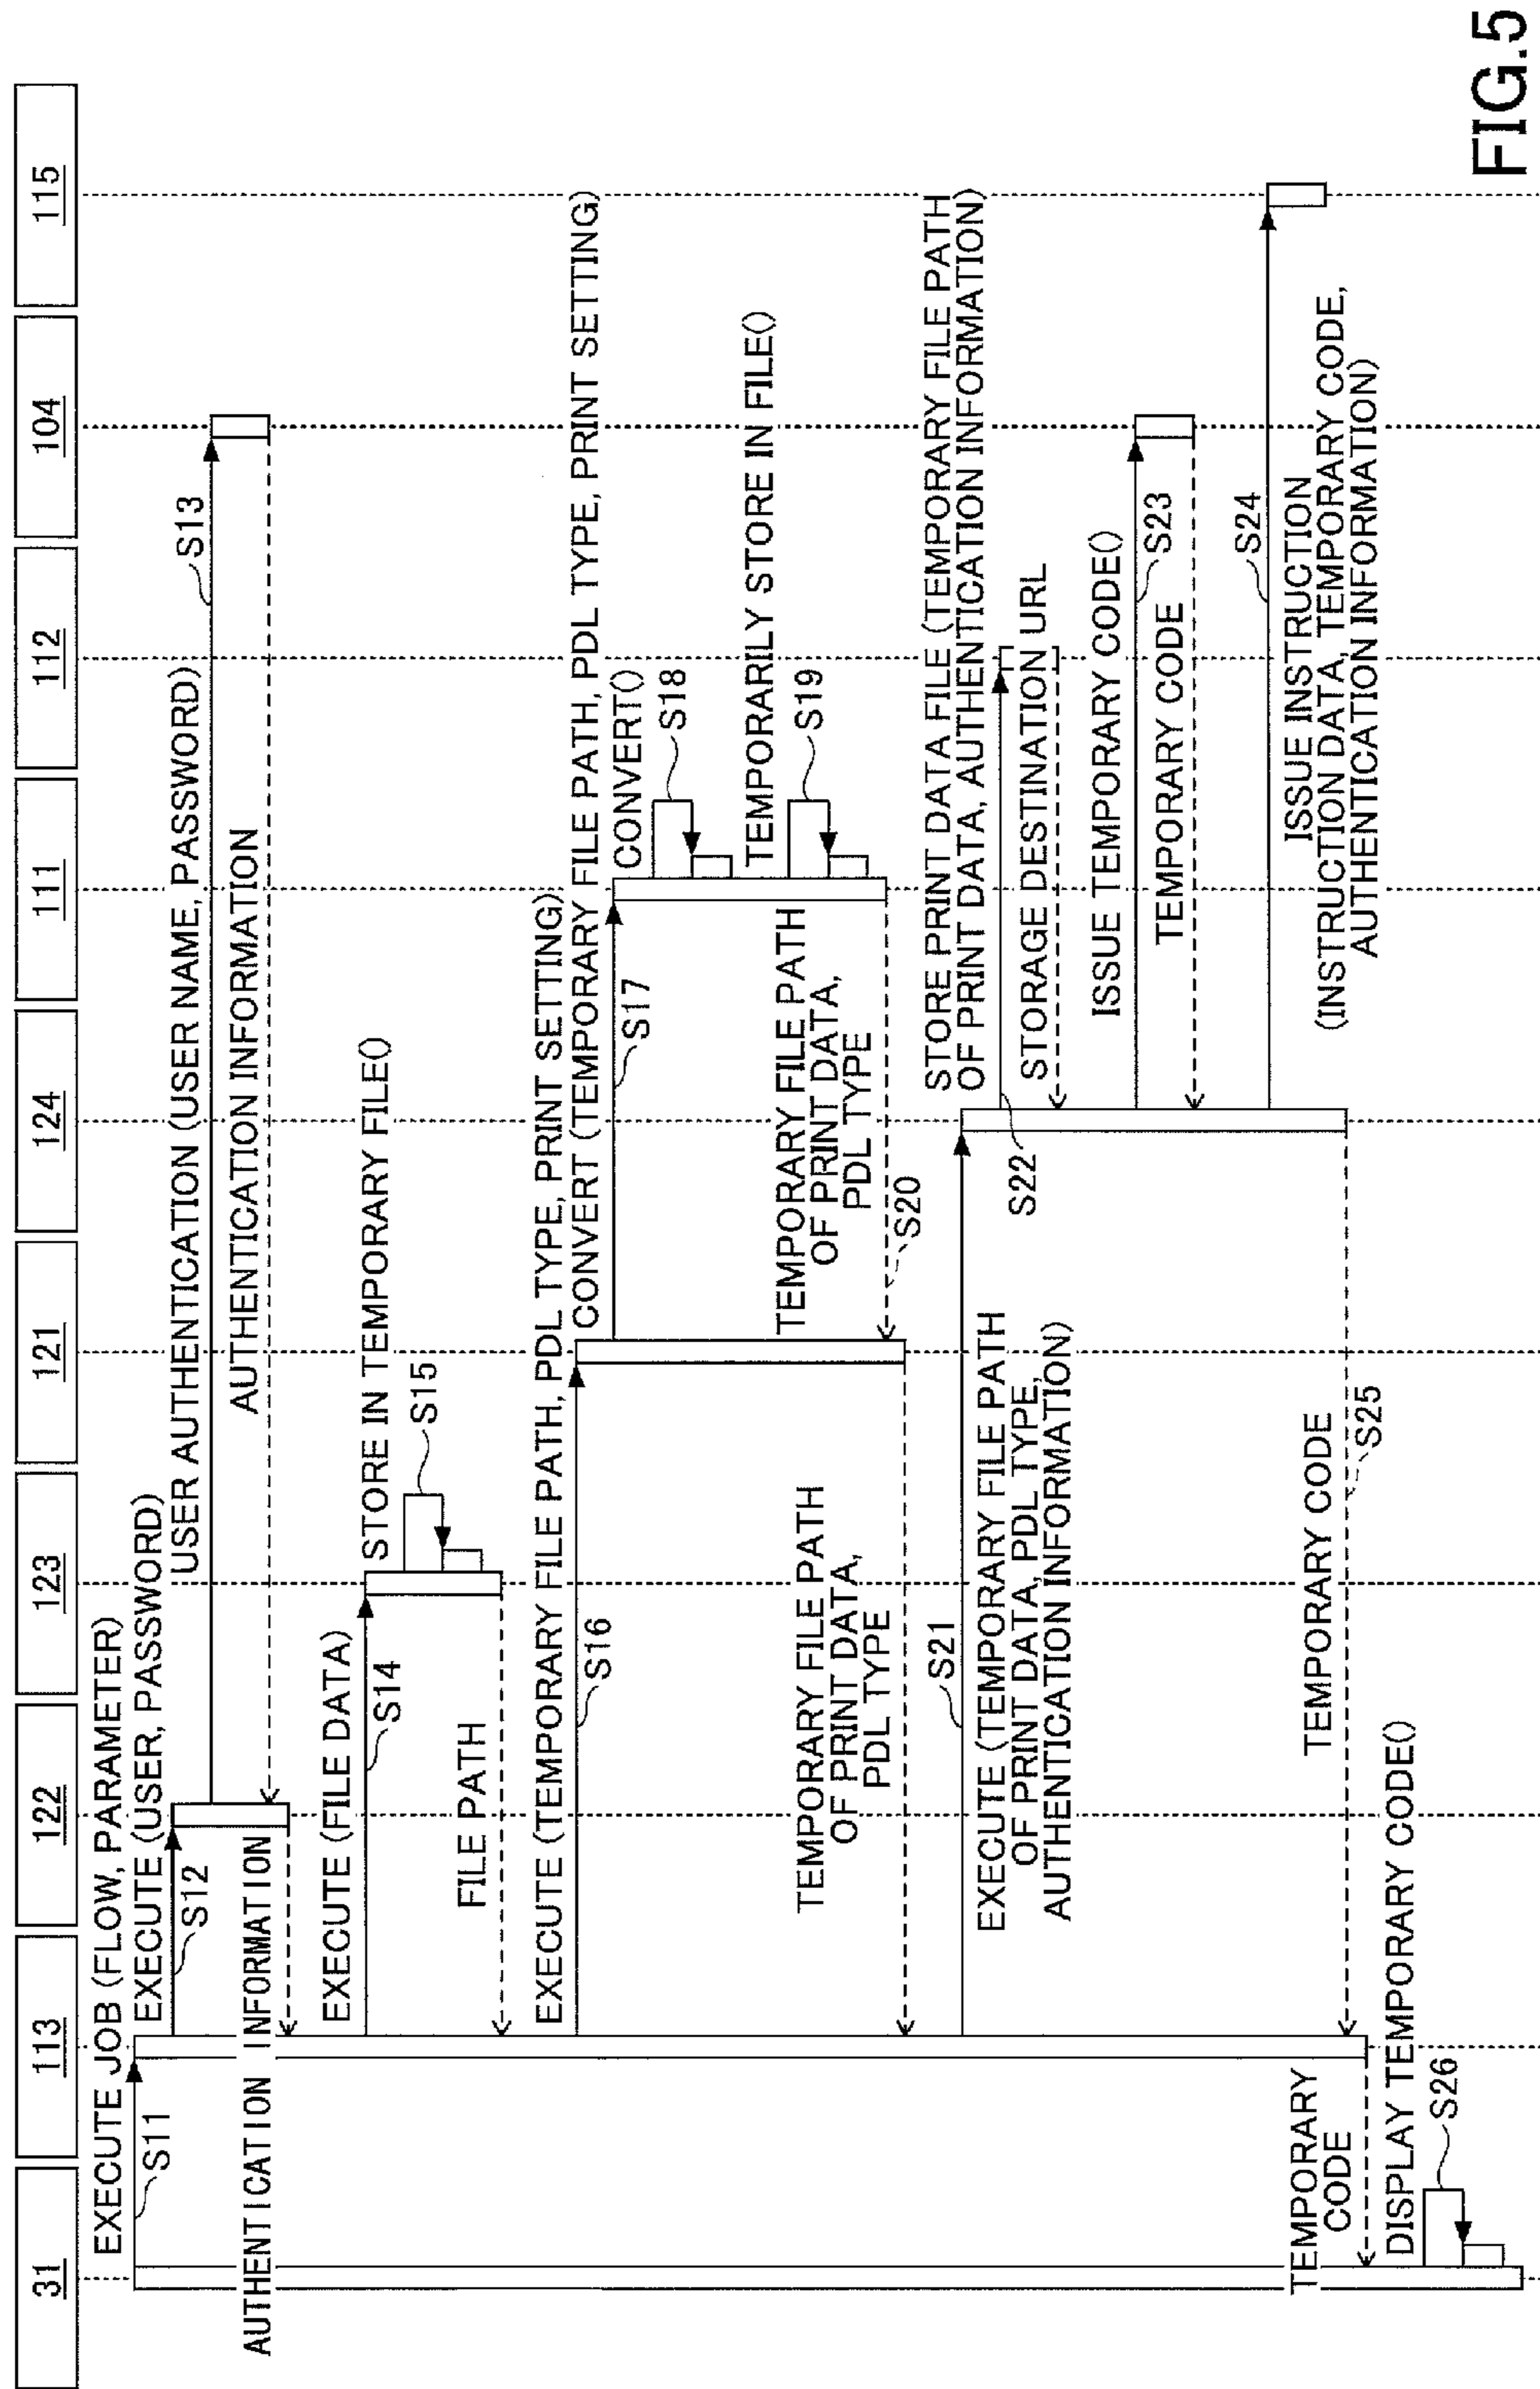 31
113
122
123
121
124
111
112
104
115
EXECUTE JOB (FLOW, PARAMETER)
S11
EXECUTE (USER, PASSWORD)
S12
USER AUTHENTICATION (USER NAME, PASSWORD)
S13
AUTHENTICATION INFORMATION
AUTHENTICATION INFORMATION
EXECUTE (FILE DATA)
S14
STORE IN TEMPORARY FILE()
S15
FILE PATH
EXECUTE (TEMPORARY FILE PATH, PDL TYPE, PRINT SETTING)
S16
CONVERT (TEMPORARY FILE PATH, PDL TYPE, PRINT SETTING)
S17
CONVERT()
S18
TEMPORARILY STORE IN FILE()
S19
TEMPORARY FILE PATH
OF PRINT DATA,
PDL TYPE
S20
TEMPORARY FILE PATH
OF PRINT DATA,
PDL TYPE
S21
EXECUTE (TEMPORARY FILE PATH
OF PRINT DATA, PDL TYPE,
AUTHENTICATION INFORMATION)
STORE PRINT DATA FILE (TEMPORARY FILE PATH
OF PRINT DATA, AUTHENTICATION INFORMATION)
S22
STORAGE DESTINATION URL
ISSUE TEMPORARY CODE()
S23
TEMPORARY CODE
S24
ISSUE INSTRUCTION
(INSTRUCTION DATA, TEMPORARY CODE,
AUTHENTICATION INFORMATION)
TEMPORARY CODE
S25
TEMPORARY
CODE
DISPLAY TEMPORARY CODE()
S26
FIG.5